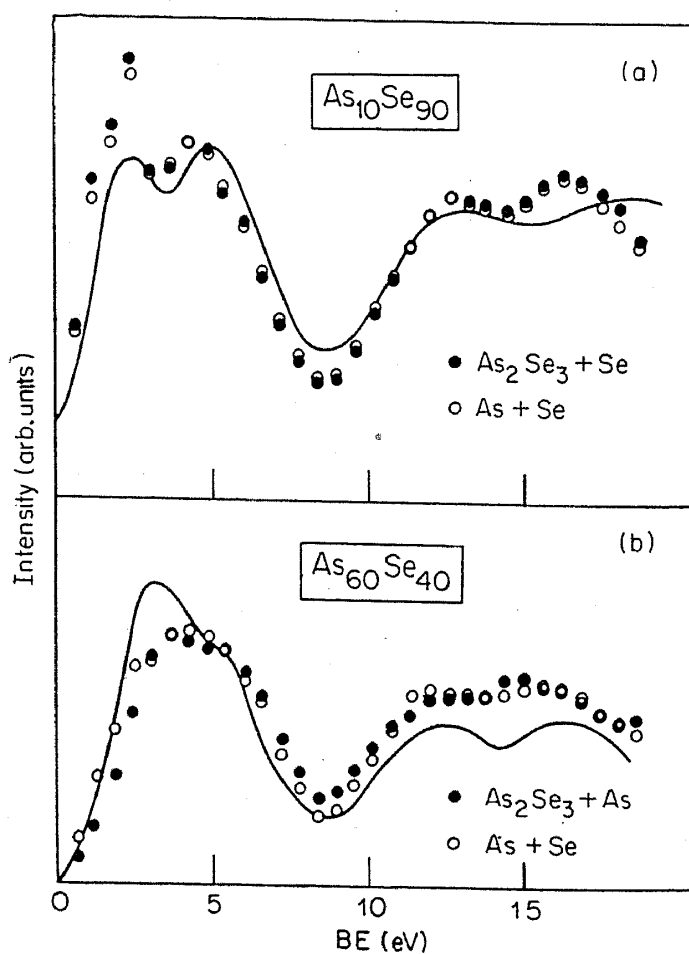 (a)
As₁₀Se₉₀
● As₂Se₃ + Se
○ As + Se
Intensity (arb.units)
(b)
As₆₀Se₄₀
● As₂Se₃ + As
○ As + Se
0 5 10 15
BE (eV)